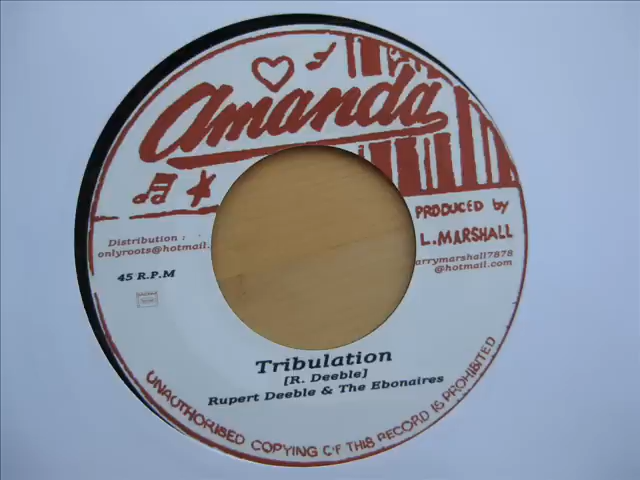 Amanda
PRODUCED by
L. MARSHALL
Distribution :
onlyroots@hotmail.
arrymarshall7878
@hotmail.com
45 R.P.M
Tribulation
[R. Deeble]
Rupert Deeble & The Ebonaires
UNAUTHORISED COPYING OF THIS RECORD IS PROHIBITED